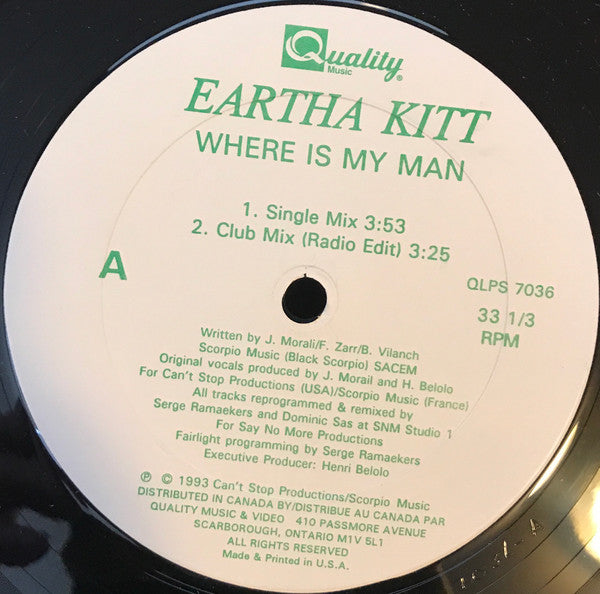 Quality
Music
®
EARTHA KITT
WHERE IS MY MAN
1. Single Mix 3:53
2. Club Mix (Radio Edit) 3:25
A
QLPS 7036
33 1/3
RPM
Written by J. Morali/F. Zarr/B. Vilanch
Scorpio Music (Black Scorpio) SACEM
Original vocals produced by J. Morail and H. Belolo
For Can't Stop Productions (USA)/Scorpio Music (France)
All tracks reprogrammed & remixed by
Serge Ramaekers and Dominic Sas at SNM Studio 1
For Say No More Productions
Fairlight programming by Serge Ramaekers
Executive Producer: Henri Belolo
℗ © 1993 Can't Stop Productions/Scorpio Music
DISTRIBUTED IN CANADA BY/DISTRIBUE AU CANADA PAR
QUALITY MUSIC & VIDEO 410 PASSMORE AVENUE
SCARBOROUGH, ONTARIO M1V 5L1
ALL RIGHTS RESERVED
Made & Printed in U.S.A.